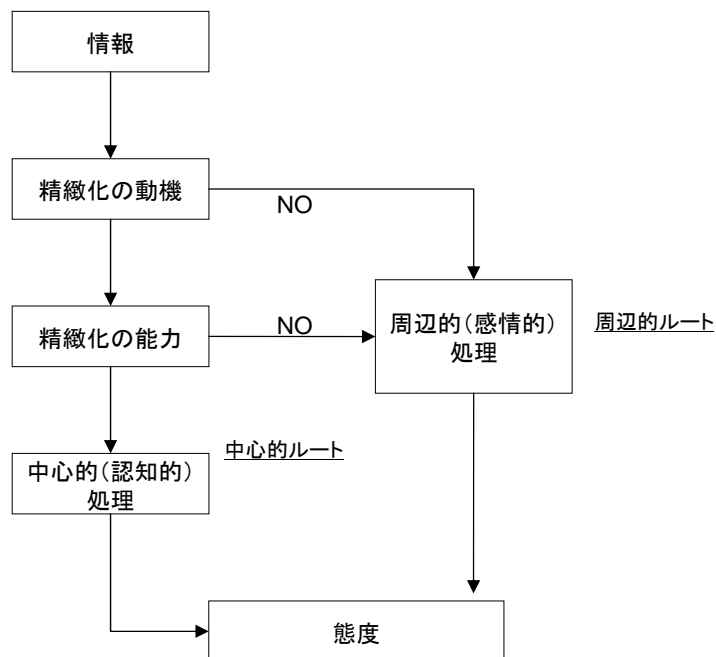 情報
精緻化の動機
NO
精緻化の能力
NO
周辺的(感情的)
処理
周辺的ルート
中心的ルート
中心的(認知的)
処理
態度